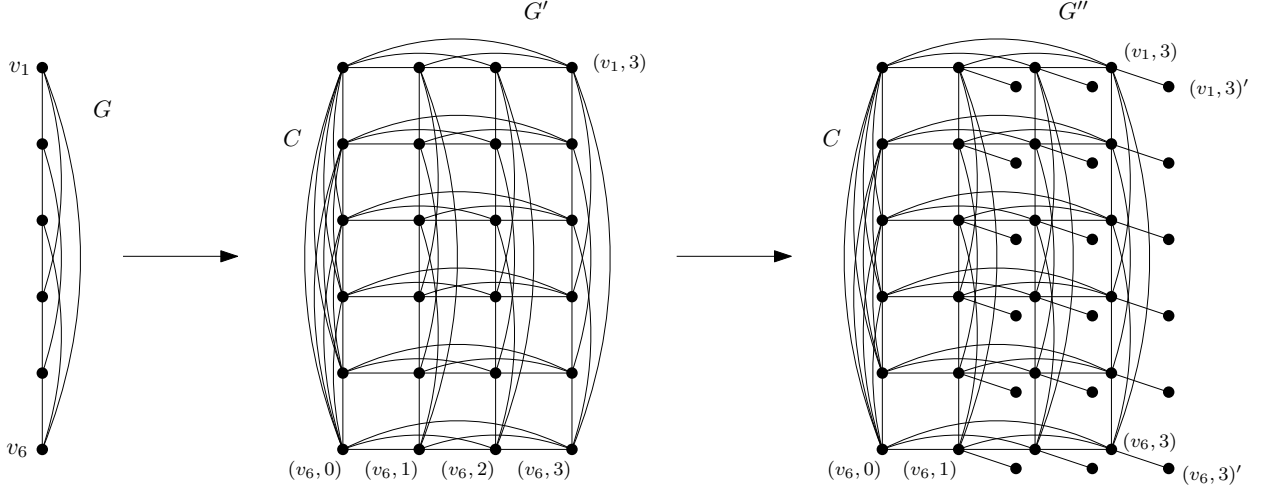 G′
G″
v₁
(v₁, 3)
(v₁, 3)
(v₁, 3)′
G
C
C
v₆
(v₆, 0)
(v₆, 1)
(v₆, 2)
(v₆, 3)
(v₆, 0)
(v₆, 1)
(v₆, 3)
(v₆, 3)′